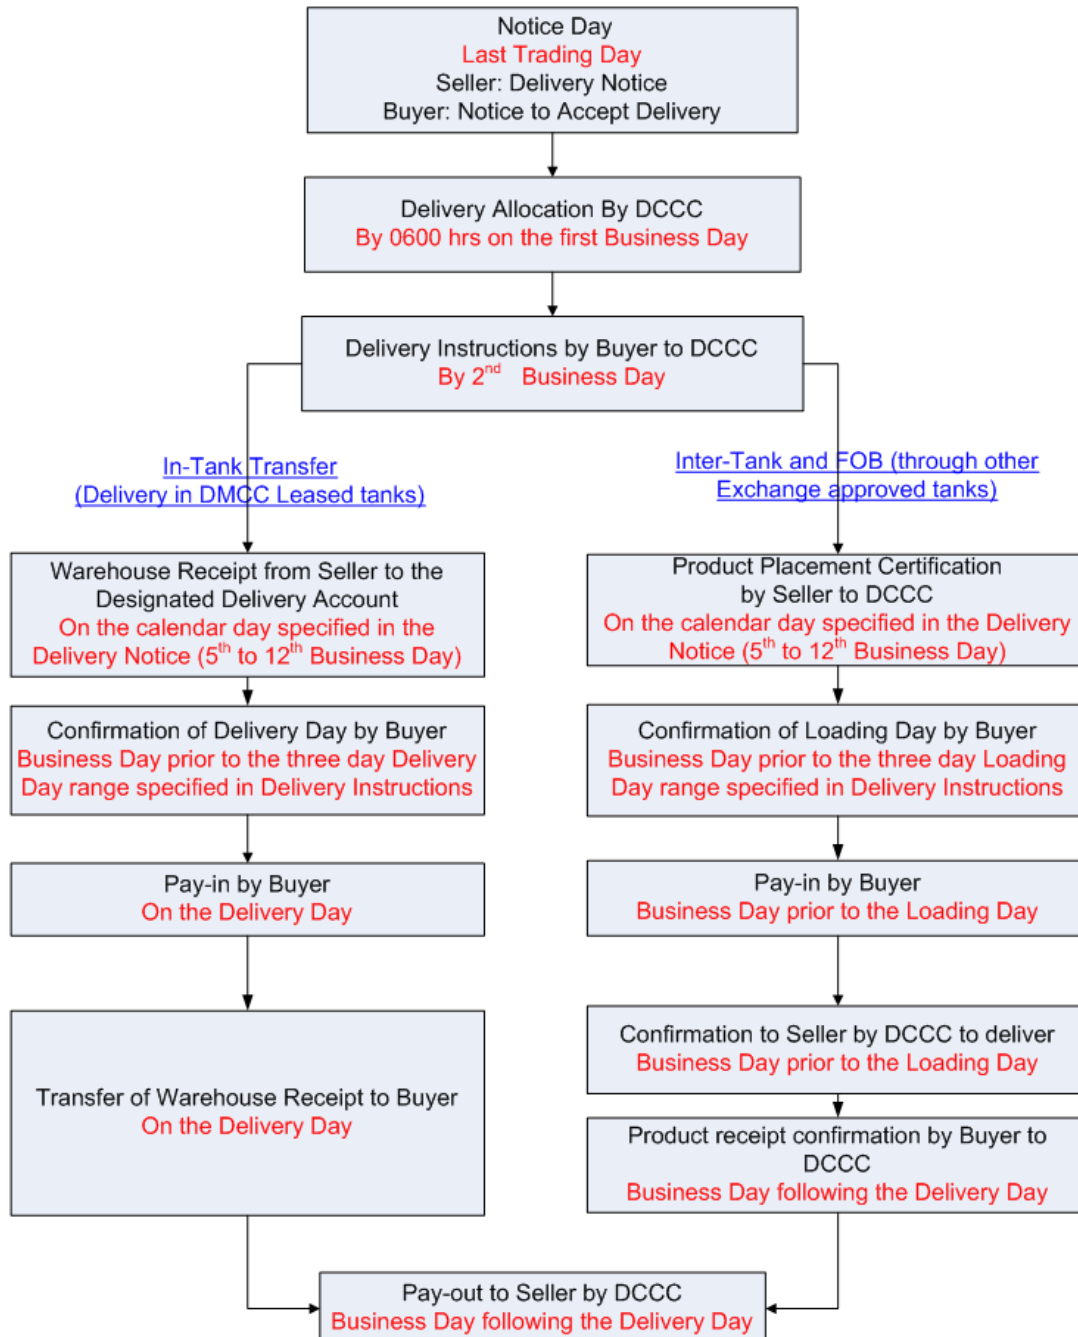 Notice Day
Last Trading Day
Seller: Delivery Notice
Buyer: Notice to Accept Delivery
Delivery Allocation By DCCC
By 0600 hrs on the first Business Day
Delivery Instructions by Buyer to DCCC
By 2nd Business Day
In-Tank Transfer
(Delivery in DMCC Leased tanks)
Warehouse Receipt from Seller to the
Designated Delivery Account
On the calendar day specified in the
Delivery Notice (5th to 12th Business Day)
Confirmation of Delivery Day by Buyer
Business Day prior to the three day Delivery
Day range specified in Delivery Instructions
Pay-in by Buyer
On the Delivery Day
Transfer of Warehouse Receipt to Buyer
On the Delivery Day
Inter-Tank and FOB (through other
Exchange approved tanks)
Product Placement Certification
by Seller to DCCC
On the calendar day specified in the Delivery
Notice (5th to 12th Business Day)
Confirmation of Loading Day by Buyer
Business Day prior to the three day Loading
Day range specified in Delivery Instructions
Pay-in by Buyer
Business Day prior to the Loading Day
Confirmation to Seller by DCCC to deliver
Business Day prior to the Loading Day
Product receipt confirmation by Buyer to
DCCC
Business Day following the Delivery Day
Pay-out to Seller by DCCC
Business Day following the Delivery Day